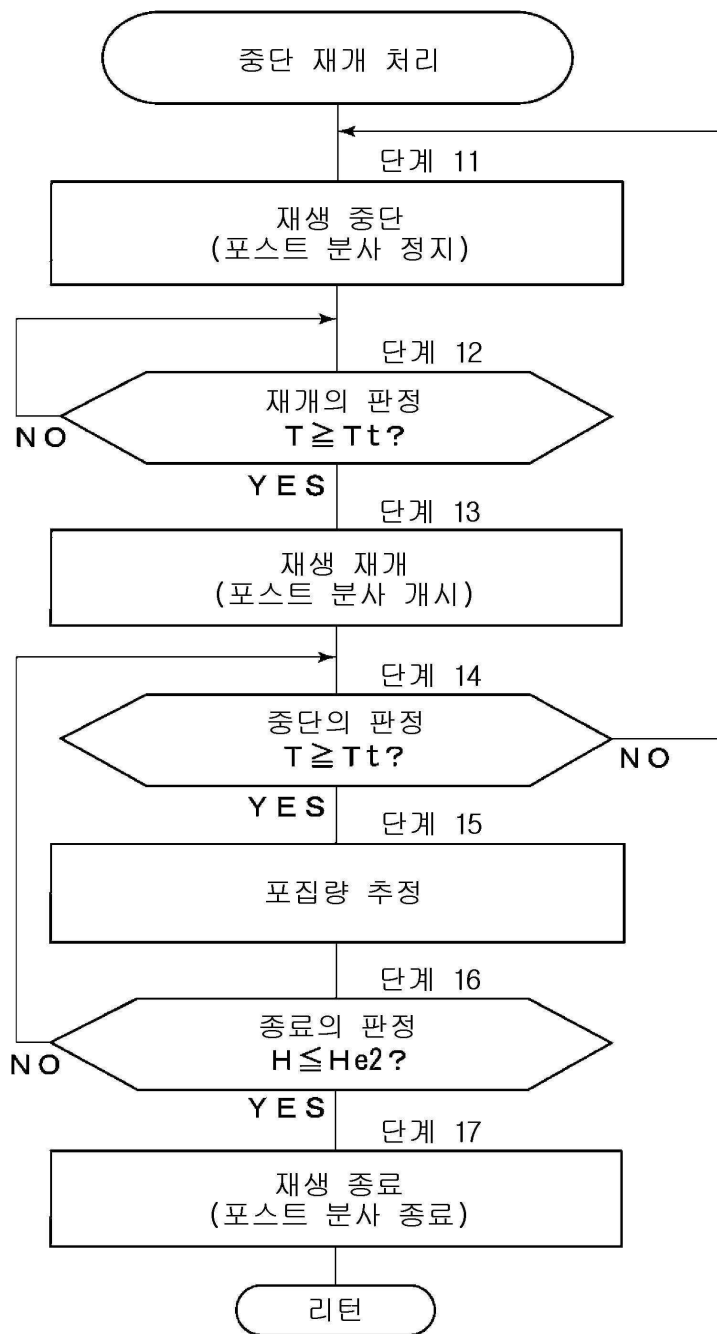 중단 재개 처리
단계 11
재생 중단
(포스트 분사 정지)
단계 12
재개의 판정
T≧Tt?
NO
YES
단계 13
재생 재개
(포스트 분사 개시)
단계 14
중단의 판정
T≧Tt?
NO
YES
단계 15
포집량 추정
단계 16
종료의 판정
H≦He2?
NO
YES
단계 17
재생 종료
(포스트 분사 종료)
리턴